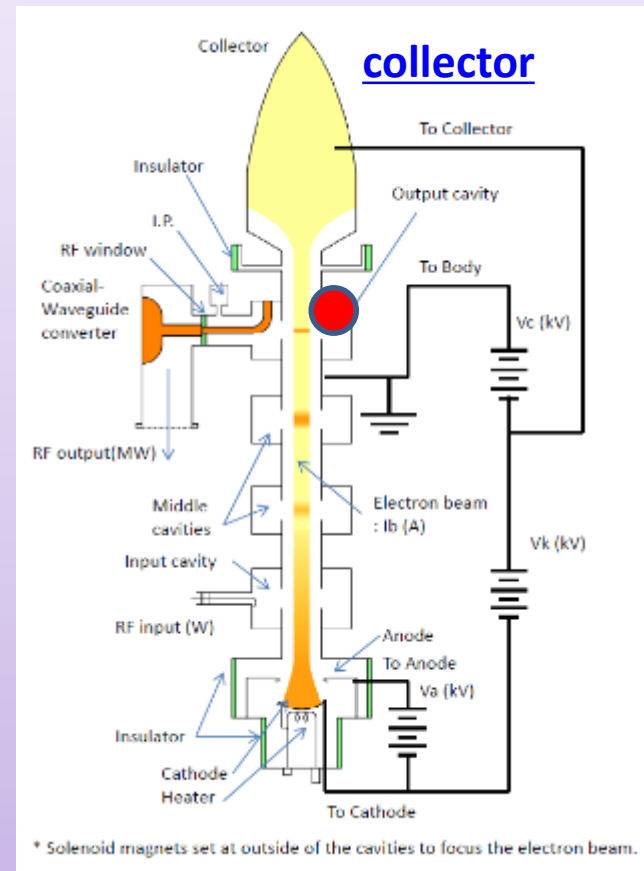 Collector
collector
To Collector
Insulator
Output cavity
I.P.
RF window
To Body
Coaxial-
Waveguide
converter
Vc (kV)
RF output(MW)
Middle
cavities
Electron beam
: Ib (A)
Vk (kV)
Input cavity
RF input (W)
Anode
To Anode
Va (kV)
Insulator
Cathode
Heater
To Cathode
* Solenoid magnets set at outside of the cavities to focus the electron beam.